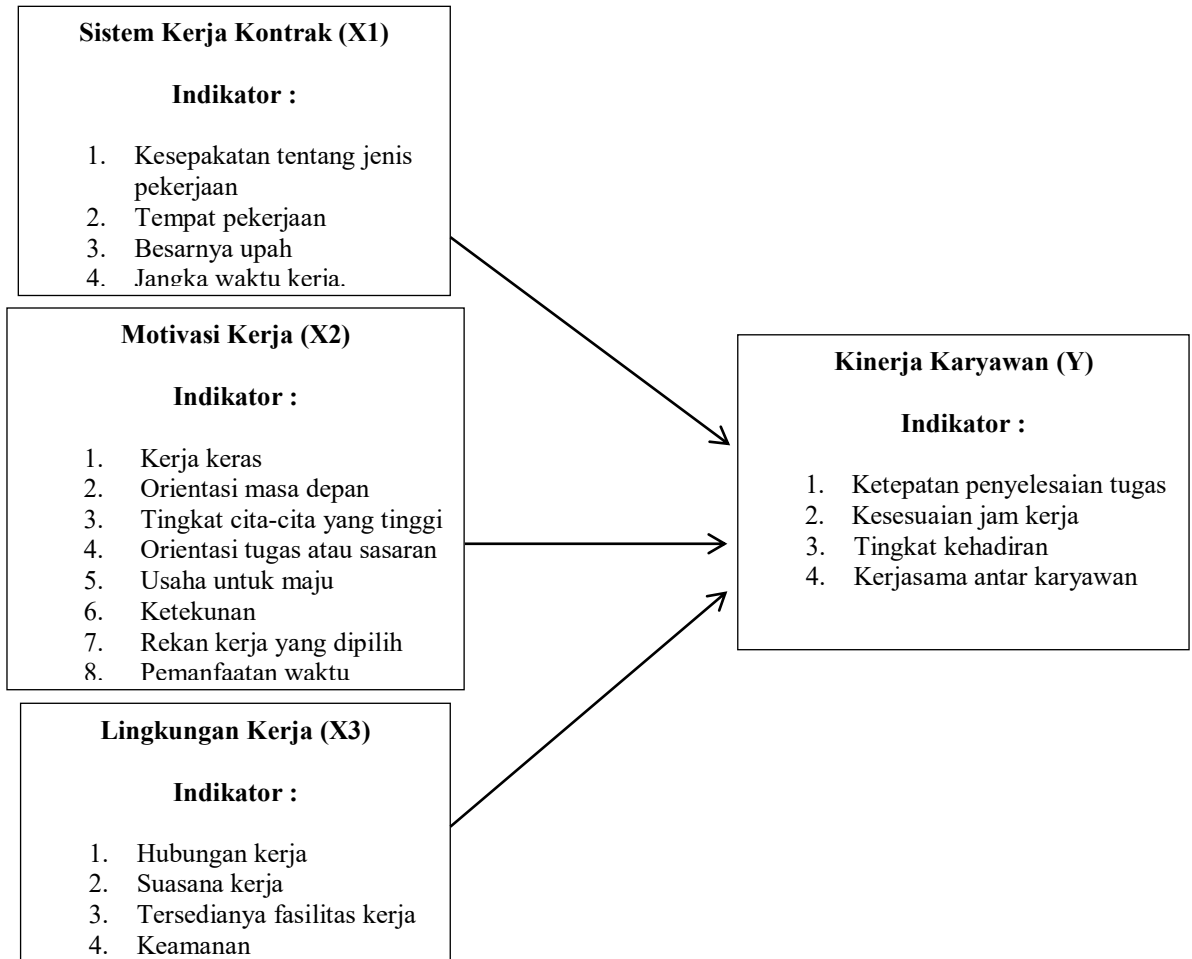 Sistem Kerja Kontrak (X1)
Indikator :
1. Kesepakatan tentang jenis
pekerjaan
2. Tempat pekerjaan
3. Besarnya upah
4. Jangka waktu kerja.
Motivasi Kerja (X2)
Indikator :
1. Kerja keras
2. Orientasi masa depan
3. Tingkat cita-cita yang tinggi
4. Orientasi tugas atau sasaran
5. Usaha untuk maju
6. Ketekunan
7. Rekan kerja yang dipilih
8. Pemanfaatan waktu
Lingkungan Kerja (X3)
Indikator :
1. Hubungan kerja
2. Suasana kerja
3. Tersedianya fasilitas kerja
4. Keamanan
Kinerja Karyawan (Y)
Indikator :
1. Ketepatan penyelesaian tugas
2. Kesesuaian jam kerja
3. Tingkat kehadiran
4. Kerjasama antar karyawan